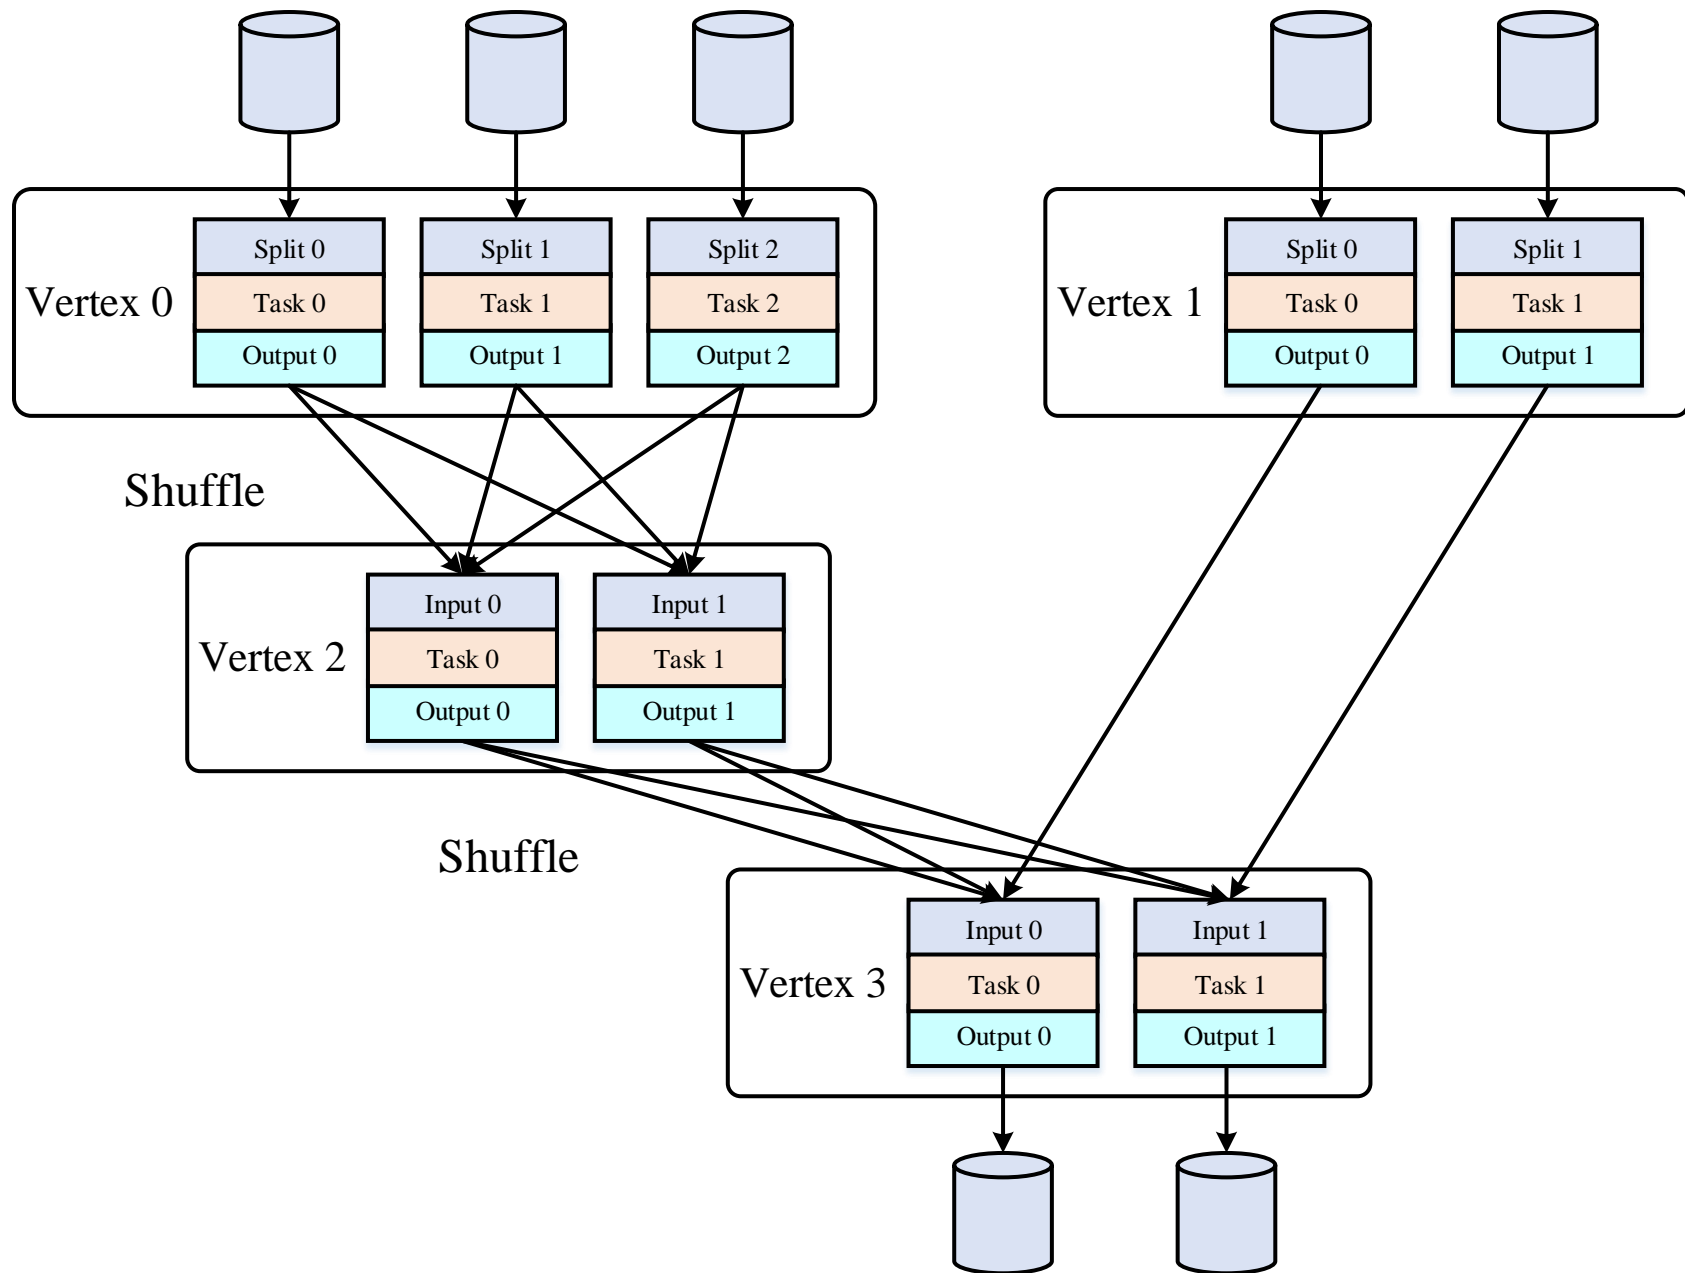 Split 0
Split 1
Split 2
Split 0
Split 1
Vertex 0
Task 0
Task 1
Task 2
Vertex 1
Task 0
Task 1
Output 0
Output 1
Output 2
Output 0
Output 1
Shuffle
Input 0
Input 1
Vertex 2
Task 0
Task 1
Output 0
Output 1
Shuffle
Input 0
Input 1
Vertex 3
Task 0
Task 1
Output 0
Output 1